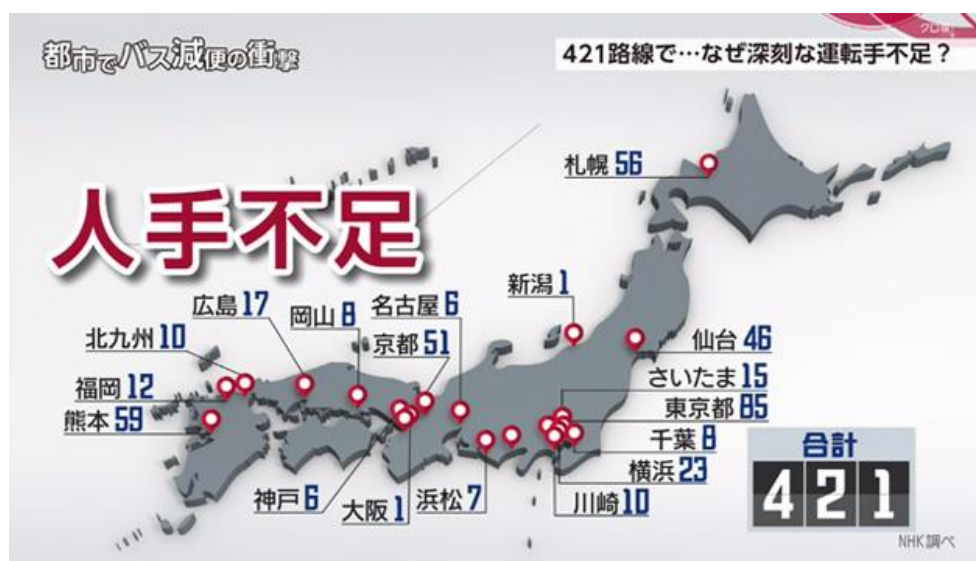 都市でバス減便の衝撃
クロ現
421路線で…なぜ深刻な運転手不足？
人手不足
札幌 56
新潟 1
広島 17
岡山 8
名古屋 6
北九州 10
京都 51
仙台 46
福岡 12
さいたま 15
熊本 59
東京都 85
千葉 8
横浜 23
神戸 6
大阪 1
浜松 7
川崎 10
合計
421
NHK調べ